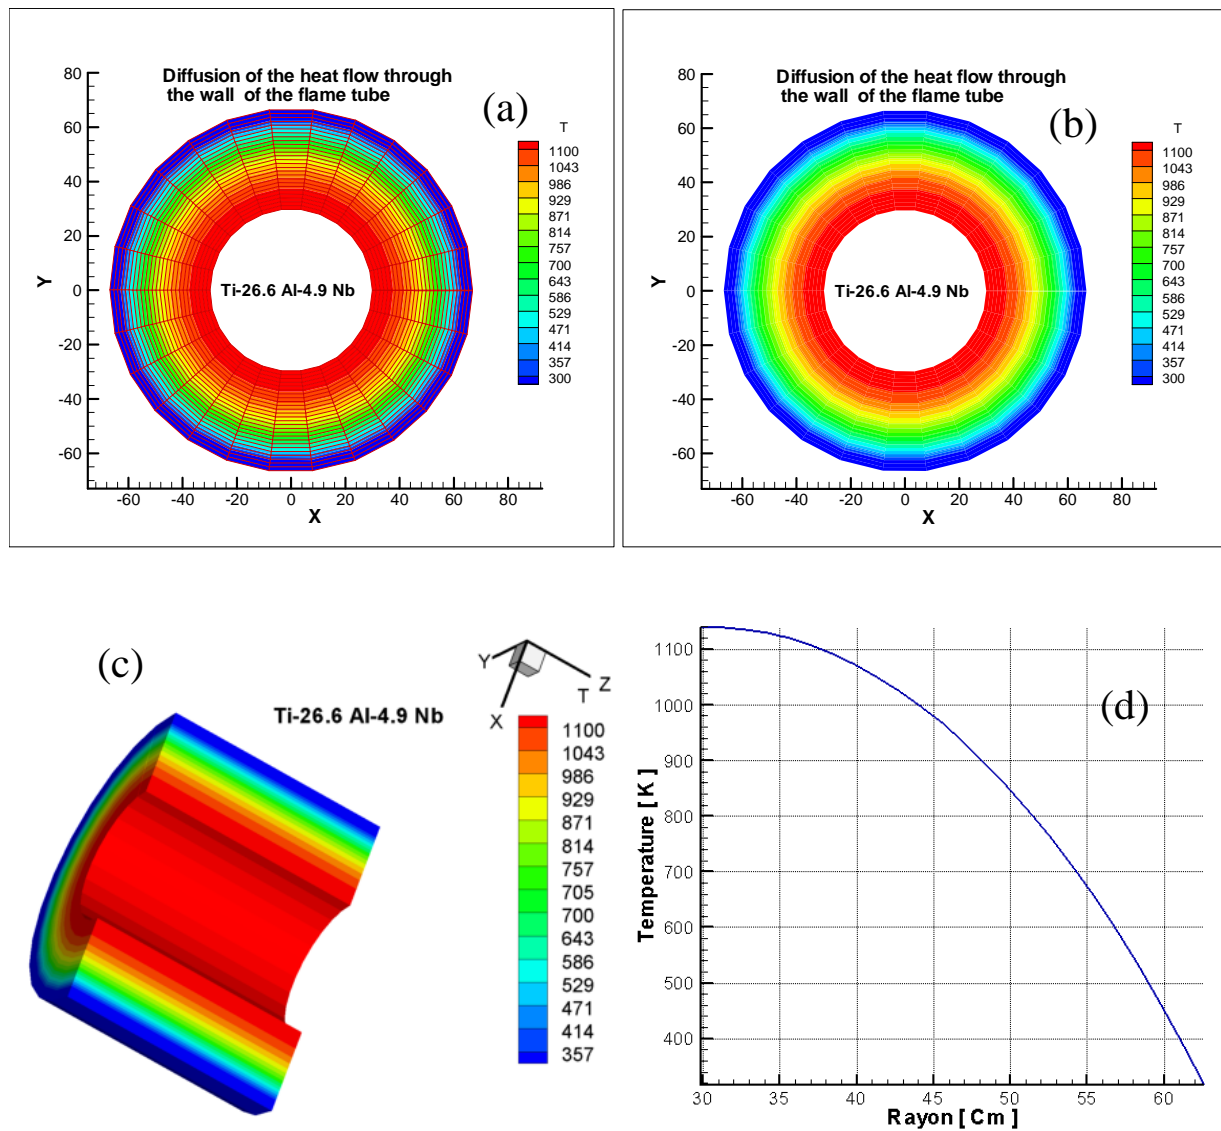 Diffusion of the heat flow through
the wall of the flame tube
(a)
T
1100
1043
986
929
871
814
757
700
643
586
529
471
414
357
300
80
60
40
20
0
-20
-40
-60
Y
Ti-26.6 Al-4.9 Nb
-60 -40 -20 0 20 40 60 80
X
Diffusion of the heat flow through
the wall of the flame tube
(b)
T
1100
1043
986
929
871
814
757
700
643
586
529
471
414
357
300
80
60
40
20
0
-20
-40
-60
Y
Ti-26.6 Al-4.9 Nb
-60 -40 -20 0 20 40 60 80
X
(c)
Y
Z
X
T
Ti-26.6 Al-4.9 Nb
1100
1043
986
929
871
814
757
705
700
643
586
529
471
414
357
(d)
1100
1000
900
800
700
600
500
400
Temperature [ K ]
30 35 40 45 50 55 60
Rayon [ Cm ]